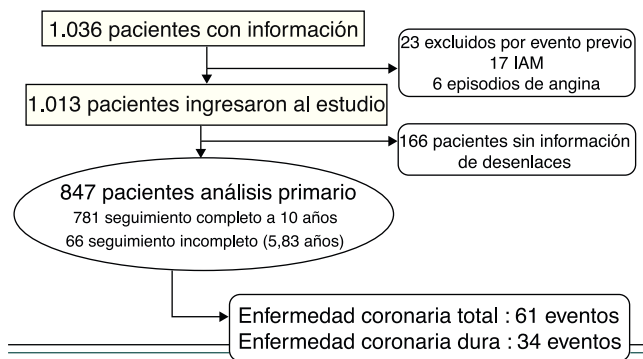 1.036 pacientes con información
23 excluidos por evento previo
17 IAM
6 episodios de angina
1.013 pacientes ingresaron al estudio
166 pacientes sin información
de desenlaces
847 pacientes análisis primario
781 seguimiento completo a 10 años
66 seguimiento incompleto (5,83 años)
Enfermedad coronaria total : 61 eventos
Enfermedad coronaria dura : 34 eventos